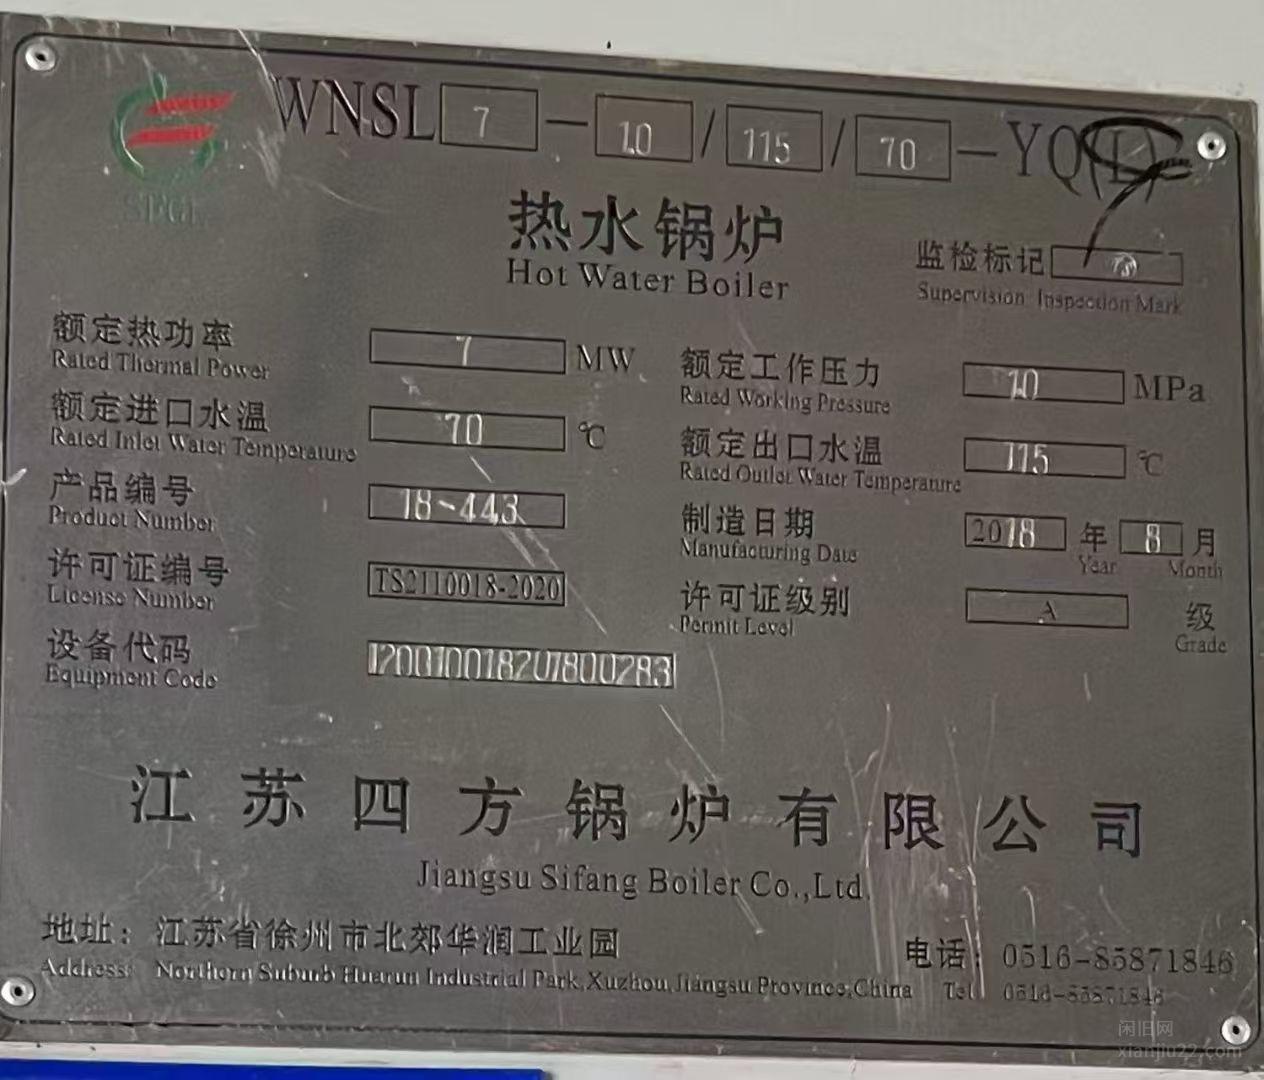 WNSL 7 — 1.0 / 115 / 70 — YQ(L)
SFGL
热水锅炉
Hot Water Boiler
监检标记 TS
Supervision Inspection Mark
额定热功率 7 MW
Rated Thermal Power
额定工作压力 1.0 MPa
Rated Working Pressure
额定进口水温 70 ℃
Rated Inlet Water Temperature
额定出口水温 115 ℃
Rated Outlet Water Temperature
产品编号 18-443
Product Number
制造日期 2018 年 8 月
Manufacturing Date Year Month
许可证编号 TS2110018-2020
License Number
许可证级别 A 级
Permit Level Grade
设备代码 120010018201800283
Equipment Code
江苏四方锅炉有限公司
Jiangsu Sifang Boiler Co.,Ltd.
地址：江苏省徐州市北郊华润工业园 电话：0516-85871846
Address: Northern Suburb Huarun Industrial Park,Xuzhou,Jiangsu Province,China Tel: 0516-85871846
闲旧网
xianjiu22.com